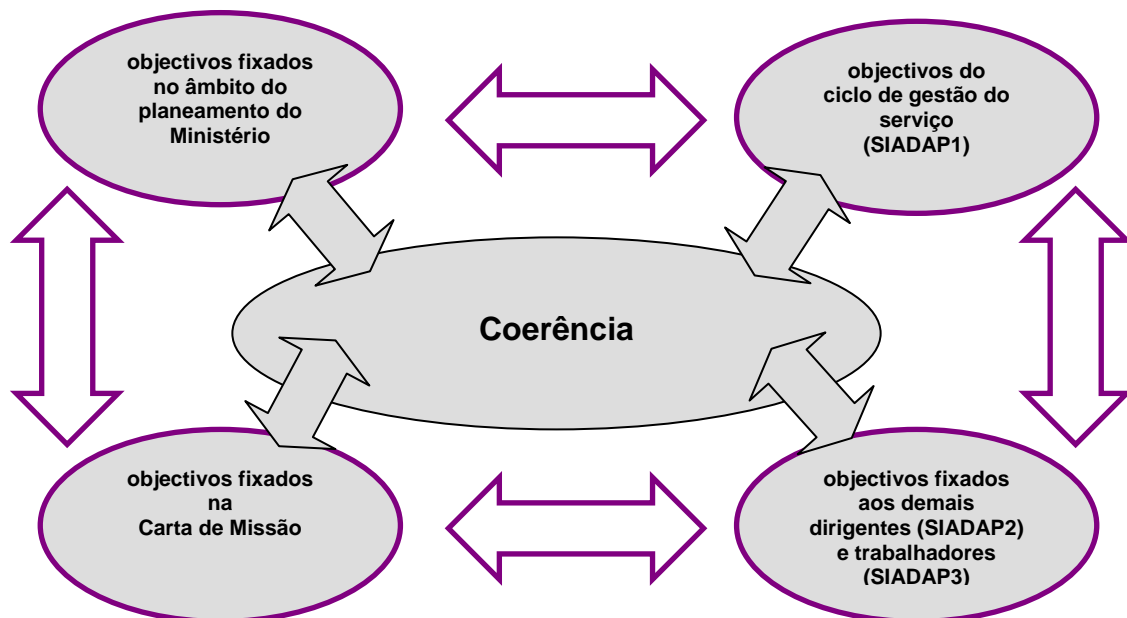 objectivos fixados
no âmbito do
planeamento do
Ministério
objectivos do
ciclo de gestão do
serviço
(SIADAP1)
Coerência
objectivos fixados
na
Carta de Missão
objectivos fixados
aos demais
dirigentes (SIADAP2)
e trabalhadores
(SIADAP3)